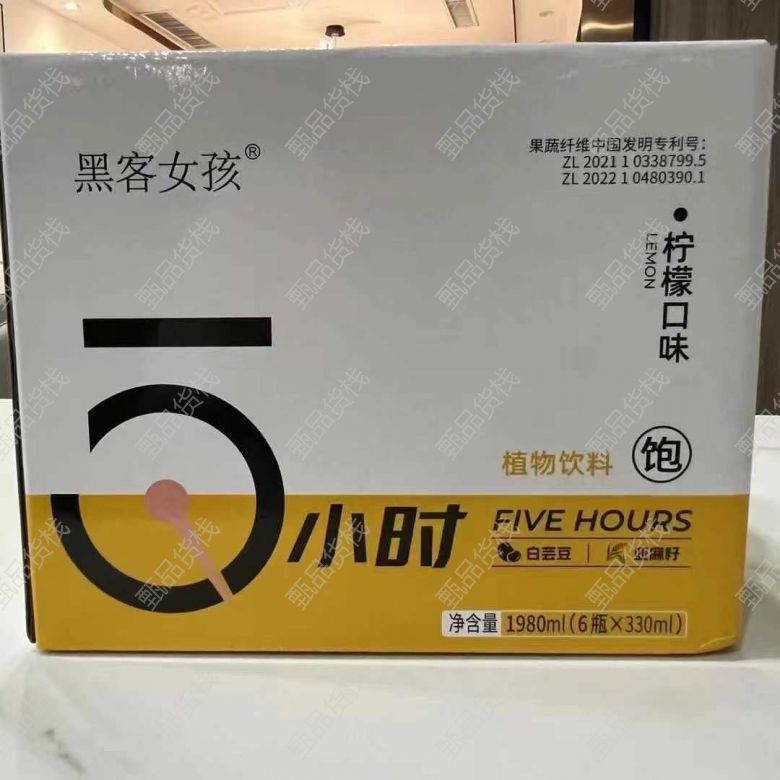 黑客女孩®
果蔬纤维中国发明专利号：
ZL 2021 1 0338799.5
ZL 2022 1 0480390.1
柠檬口味
LEMON
植物饮料
饱
5小时
FIVE HOURS
白芸豆 | 亚麻籽
净含量 1980ml(6瓶×330ml)
甄品货栈